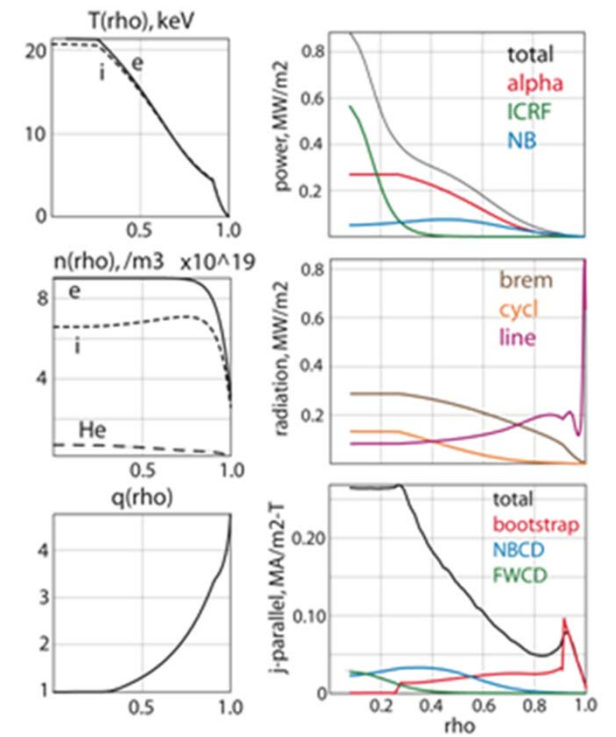 T(rho), keV
20
10
0
0.5
1.0
e
i
power, MW/m2
0.8
0.6
0.4
0.2
total
alpha
ICRF
NB
n(rho), /m3 x10^19
8
4
e
i
He
0.5
1.0
radiation, MW/m2
0.8
0.6
0.4
0.2
brem
cycl
line
q(rho)
4
3
2
1
0.5
1.0
j-parallel, MA/m2-T
0.20
0.10
0
total
bootstrap
NBCD
FWCD
0.2
0.4
0.6
0.8
1.0
rho